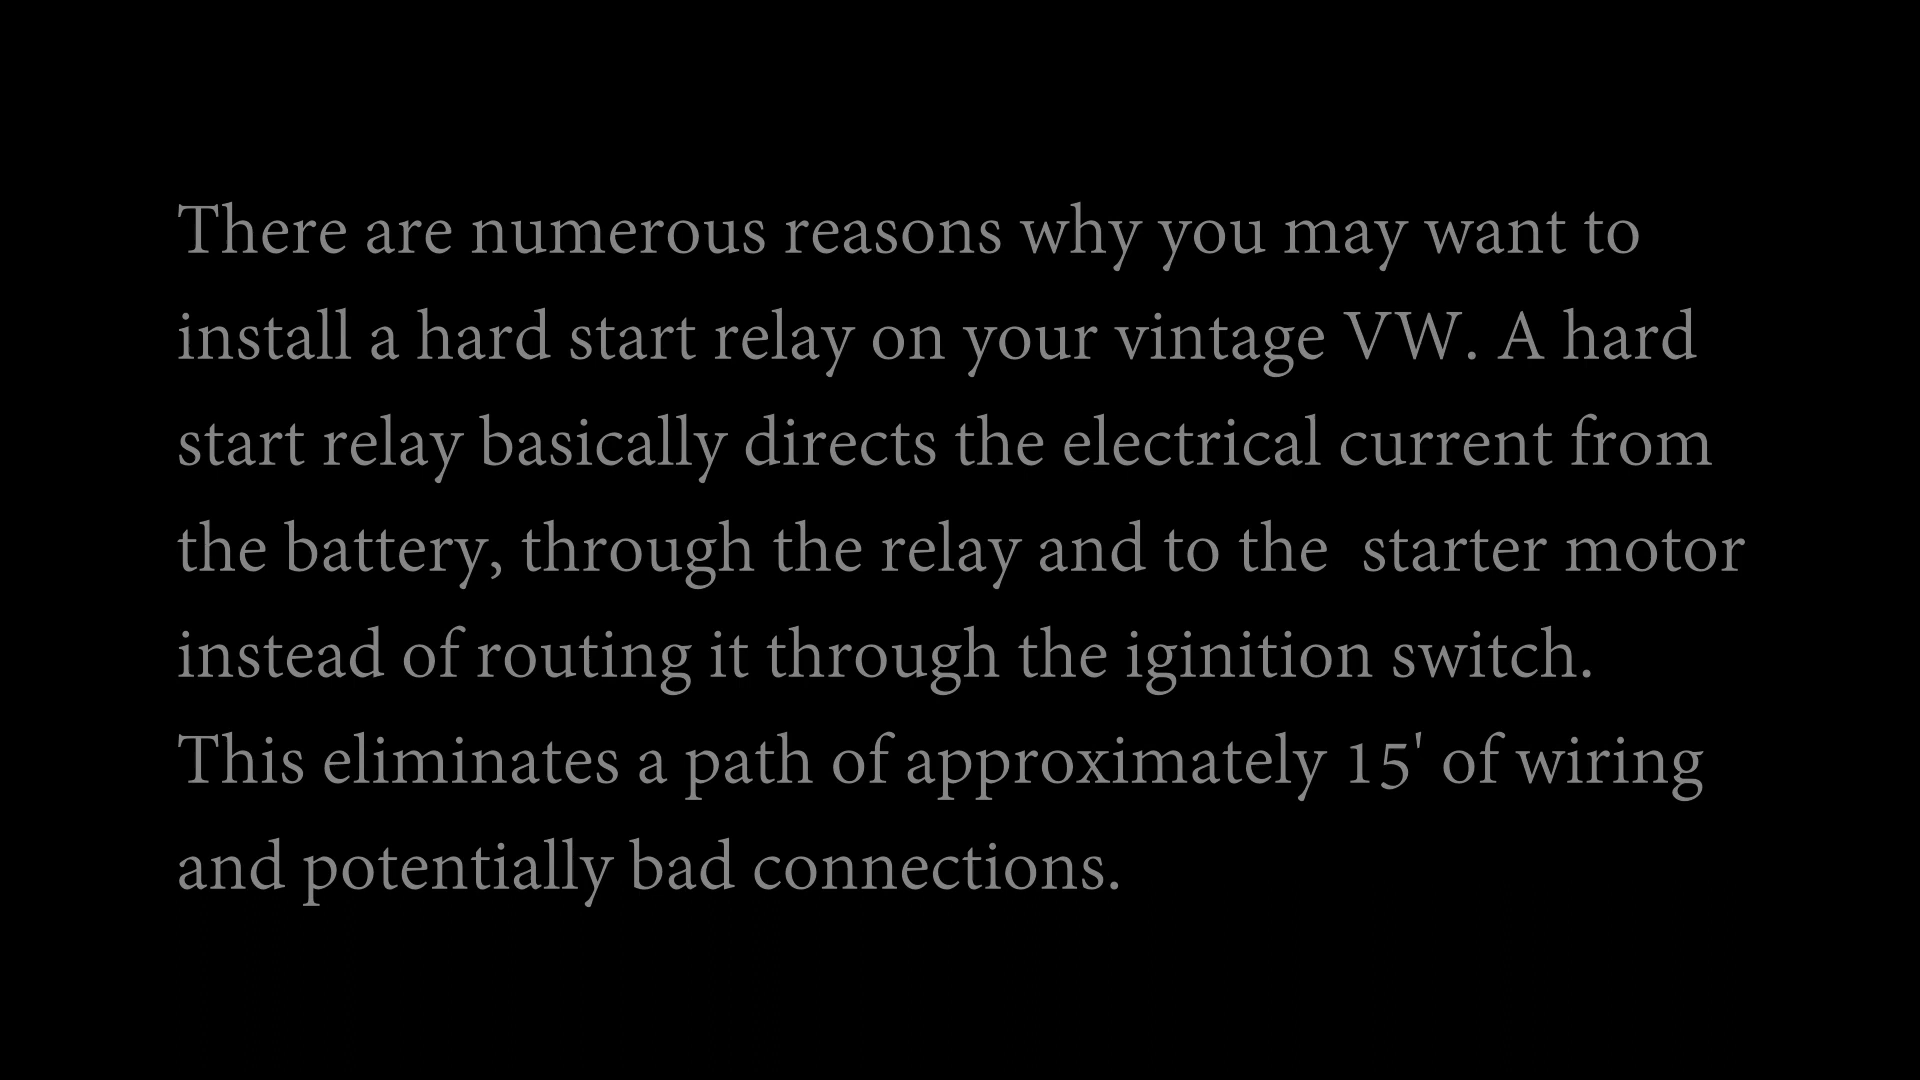 There are numerous reasons why you may want to
install a hard start relay on your vintage VW. A hard
start relay basically directs the electrical current from
the battery, through the relay and to the  starter motor
instead of routing it through the iginition switch.
This eliminates a path of approximately 15' of wiring
and potentially bad connections.